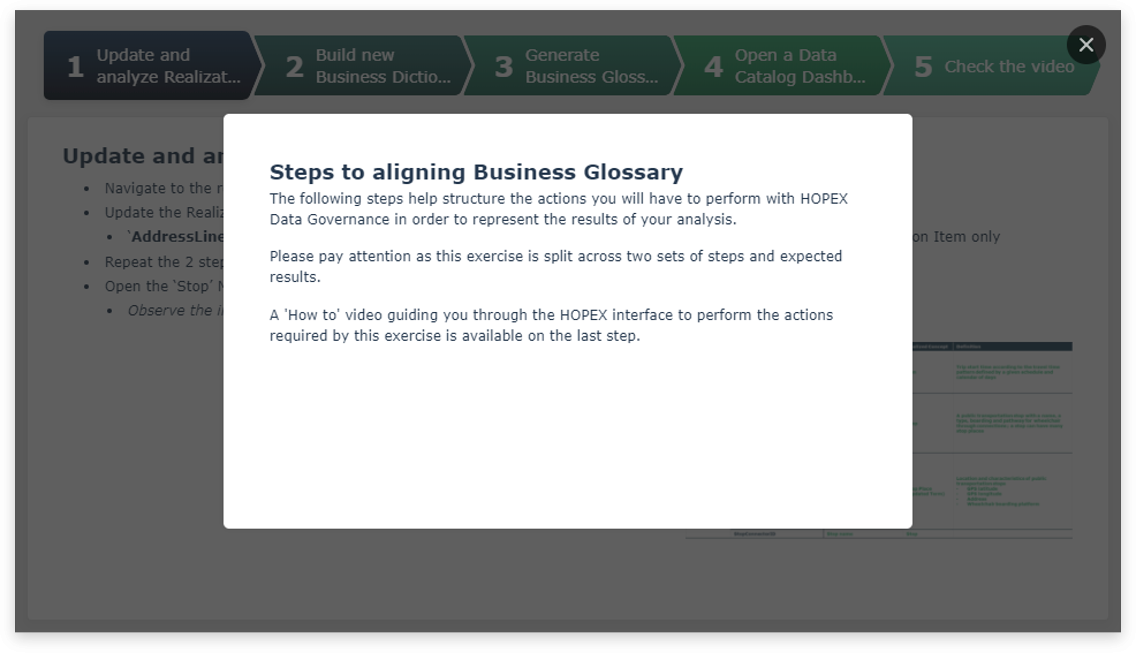 1 Update and
analyze Realizat...
2 Build new
Business Dictio...
3 Generate
Business Gloss...
4 Open a Data
Catalog Dashb...
5 Check the video
Update and ar
• Navigate to the r
• Update the Realiz
• `AddressLine
on Item only
• Repeat the 2 step
• Open the ‘Stop’
• Observe the i
Steps to aligning Business Glossary
The following steps help structure the actions you will have to perform with HOPEX
Data Governance in order to represent the results of your analysis.
Please pay attention as this exercise is split across two sets of steps and expected
results.
A 'How to' video guiding you through the HOPEX interface to perform the actions
required by this exercise is available on the last step.
Definition